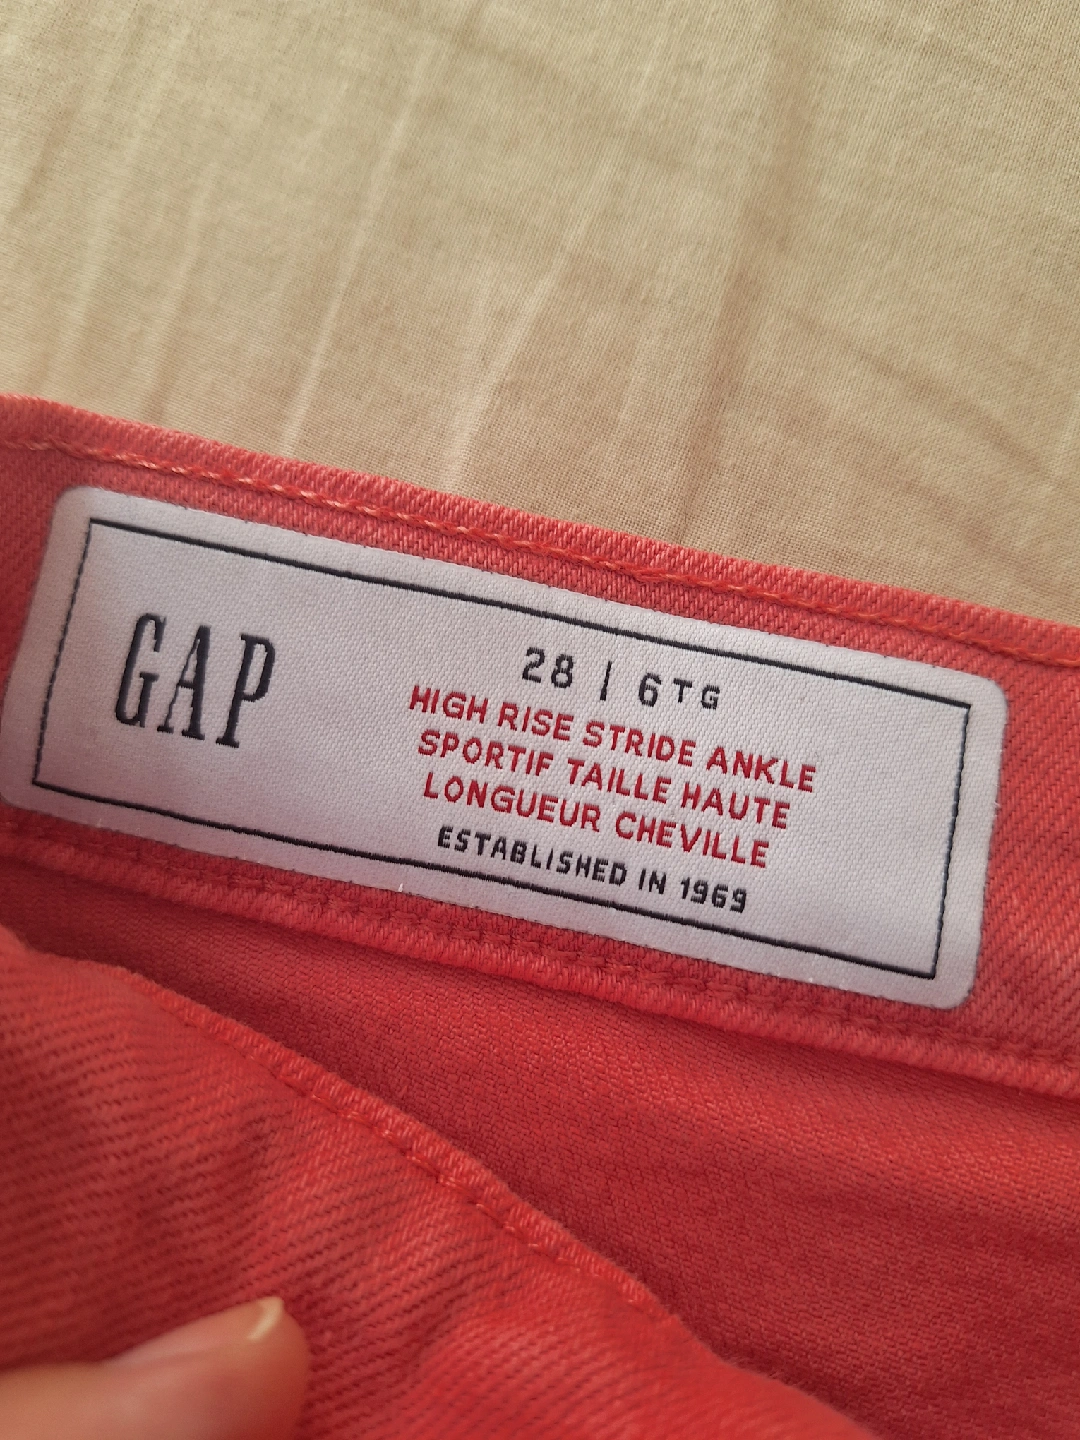 GAP
28 | 6TG
HIGH RISE STRIDE ANKLE
SPORTIF TAILLE HAUTE
LONGUEUR CHEVILLE
ESTABLISHED IN 1969